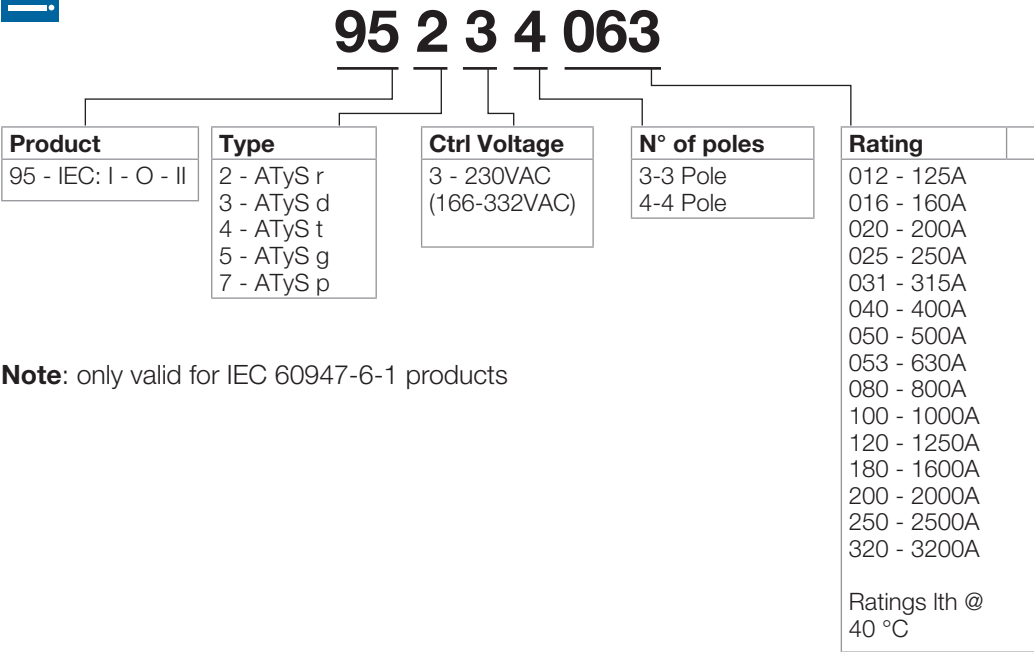 95 2 3 4 063
Product
95 - IEC: I - O - II
Type
2 - ATyS r
3 - ATyS d
4 - ATyS t
5 - ATyS g
7 - ATyS p
Ctrl Voltage
3 - 230VAC
(166-332VAC)
N° of poles
3-3 Pole
4-4 Pole
Rating
012 - 125A
016 - 160A
020 - 200A
025 - 250A
031 - 315A
040 - 400A
050 - 500A
053 - 630A
080 - 800A
100 - 1000A
120 - 1250A
180 - 1600A
200 - 2000A
250 - 2500A
320 - 3200A
Ratings Ith @
40 °C
Note: only valid for IEC 60947-6-1 products